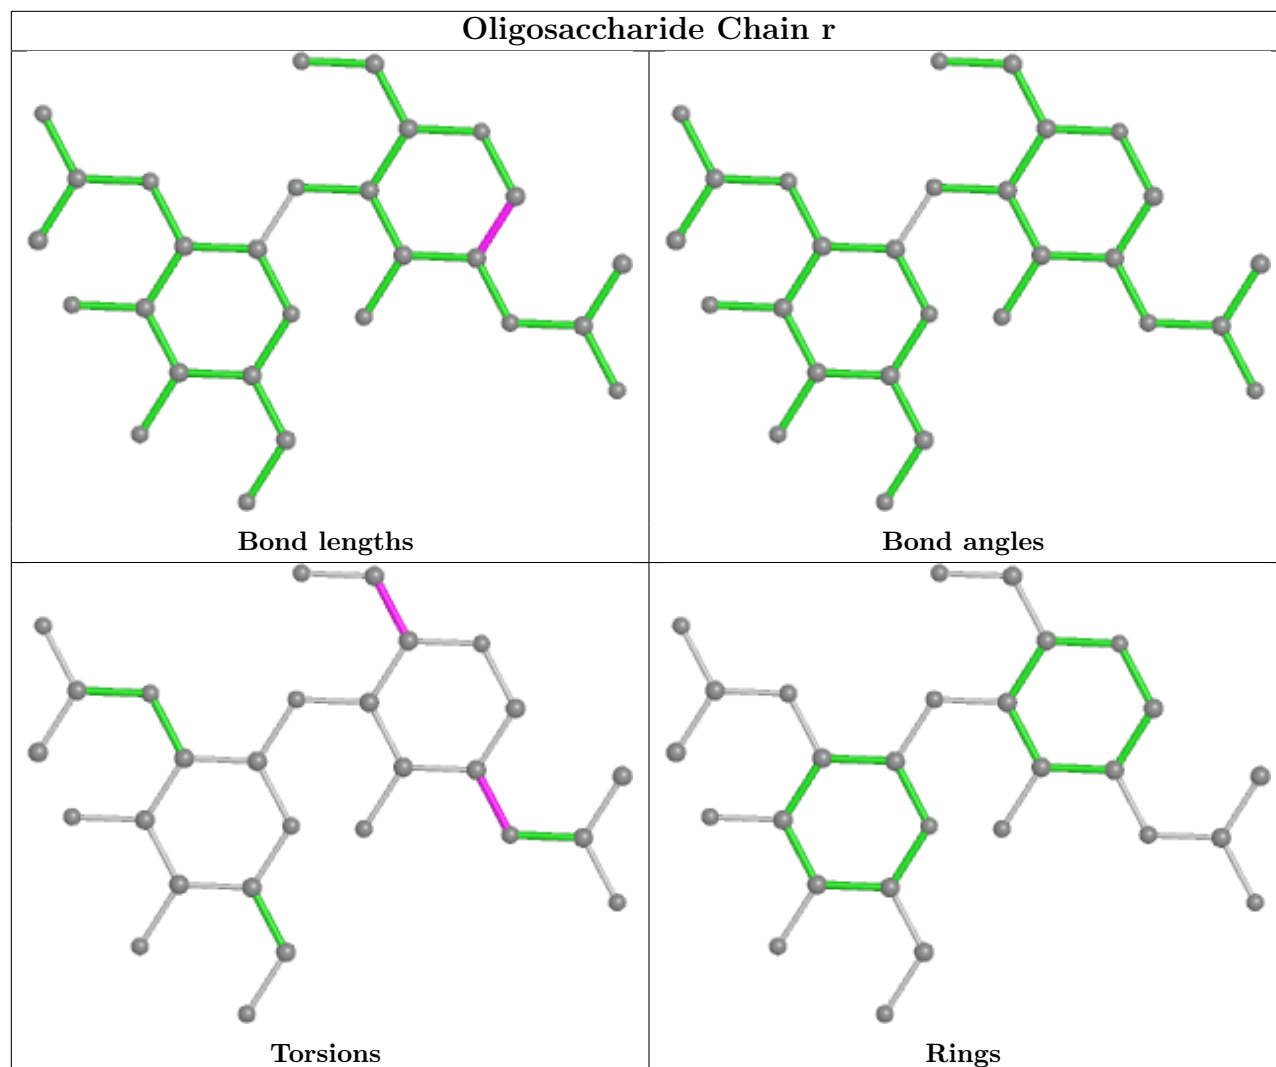 Oligosaccharide Chain r
Bond lengths
Bond angles
Torsions
Rings